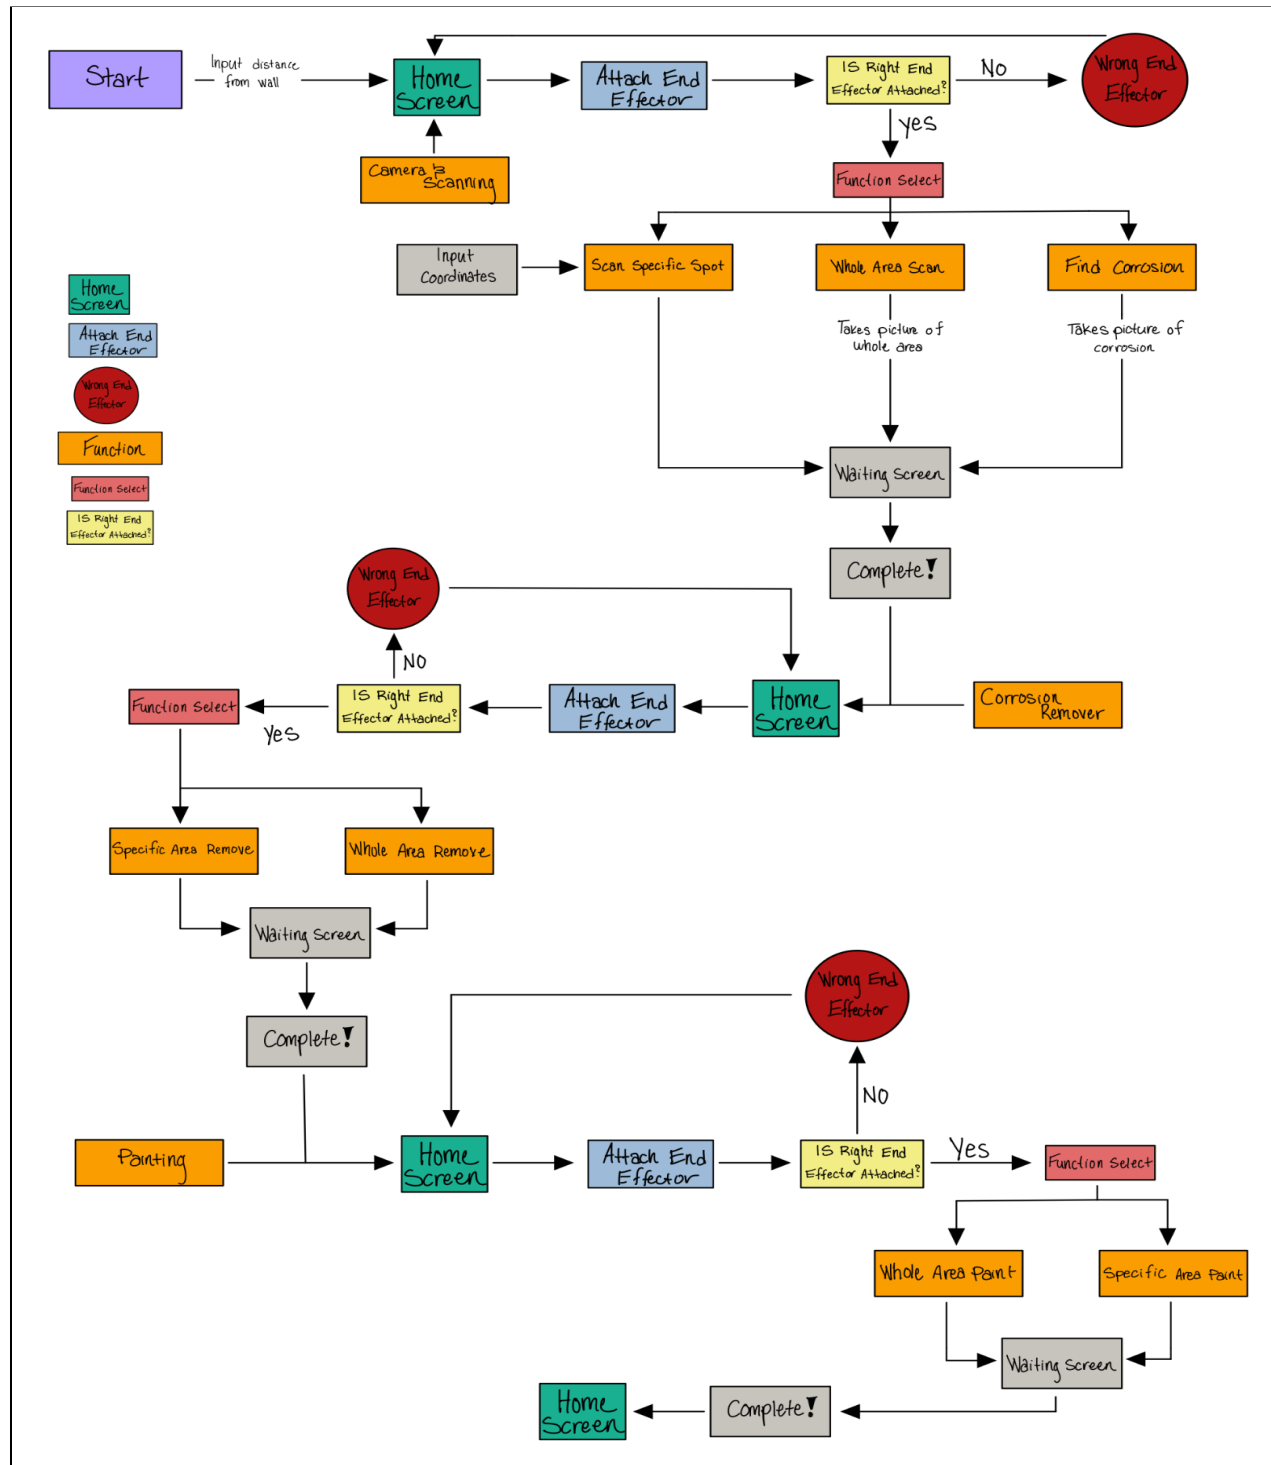 Start
Input distance
from wall
Home
Screen
Attach End
Effector
IS Right End
Effector Attached?
NO
Wrong End
Effector
yes
Camera &
Scanning
Function Select
Input
Coordinates
Scan Specific Spot
Whole Area Scan
Find Corrosion
Takes picture of
whole area
Takes picture of
corrosion
Home
Screen
Attach End
Effector
Wrong End
Effector
Function
Function Select
IS Right End
Effector Attached?
Waiting Screen
Complete!
Wrong End
Effector
NO
Function Select
yes
IS Right End
Effector Attached?
Attach End
Effector
Home
Screen
Corrosion
Remover
Specific Area Remove
Whole Area Remove
Waiting Screen
Complete!
Wrong End
Effector
NO
Painting
Home
Screen
Attach End
Effector
IS Right End
Effector Attached?
Yes
Function Select
Whole Area Paint
Specific Area Paint
Waiting Screen
Home
Screen
Complete!